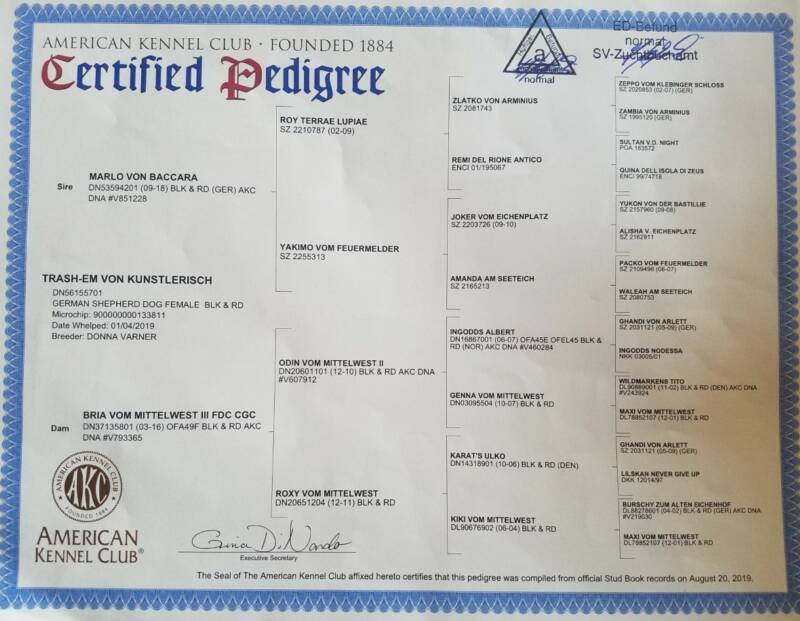 AMERICAN KENNEL CLUB · FOUNDED 1884
Certified Pedigree
a
normal
ED-Befund
normal
SV-Zuchtbuchamt
Sire
MARLO VON BACCARA
DN53594201 (09-18) BLK & RD (GER) AKC
DNA #V851228
TRASH-EM VON KUNSTLERISCH
DN56155701
GERMAN SHEPHERD DOG FEMALE BLK & RD
Microchip: 900000000133811
Date Whelped: 01/04/2019
Breeder: DONNA VARNER
Dam
BRIA VOM MITTELWEST III FDC CGC
DN37135801 (03-16) OFA49F BLK & RD AKC
DNA #V793365
ROY TERRAE LUPIAE
SZ 2210787 (02-09)
YAKIMO VOM FEUERMELDER
SZ 2255313
ODIN VOM MITTELWEST II
DN20601101 (12-10) BLK & RD AKC DNA
#V607912
ROXY VOM MITTELWEST
DN20651204 (12-11) BLK & RD
ZLATKO VON ARMINIUS
SZ 2081743
REMI DEL RIONE ANTICO
ENCI 01/195067
JOKER VOM EICHENPLATZ
SZ 2203726 (09-10)
AMANDA AM SEETEICH
SZ 2165213
INGODDS ALBERT
DN16867001 (06-07) OFA45E OFEL45 BLK &
RD (NOR) AKC DNA #V460284
GENNA VOM MITTELWEST
DN03095504 (10-07) BLK & RD
KARAT'S ULKO
DN14318901 (10-06) BLK & RD (DEN)
KIKI VOM MITTELWEST
DL90676902 (06-04) BLK & RD
ZEPPO VOM KLEBINGER SCHLOSS
SZ 2020853 (02-07) (GER)
ZAMBIA VON ARMINIUS
SZ 1995120 (GER)
SULTAN V.D. NIGHT
POA 183572
QUINA DELL ISOLA DI ZEUS
ENCI 99/74718
YUKON VON DER BASTILLIE
SZ 2157960 (09-08)
ALISHA V. EICHENPLATZ
SZ 2162911
PACKO VOM FEUERMELDER
SZ 2109496 (06-07)
WALEAH AM SEETEICH
SZ 2080753
GHANDI VON ARLETT
SZ 2031121 (05-09) (GER)
INGODDS NODESSA
NKK 03005/01
WILDMARKENS TITO
DL90889001 (11-02) BLK & RD (DEN) AKC DNA
#V243924
MAXI VOM MITTELWEST
DL78852107 (12-01) BLK & RD
GHANDI VON ARLETT
SZ 2031121 (05-09) (GER)
LILSKAN NEVER GIVE UP
DKK 12014/97
BURSCHY ZUM ALTEN EICHENHOF
DL88278601 (04-02) BLK & RD (GER) AKC DNA
#V219030
MAXI VOM MITTELWEST
DL78852107 (12-01) BLK & RD
AMERICAN KENNEL CLUB
AKC
FOUNDED 1884
AMERICAN
KENNEL CLUB®
Gina DiNardo
Executive Secretary
The Seal of The American Kennel Club affixed hereto certifies that this pedigree was compiled from official Stud Book records on August 20, 2019.